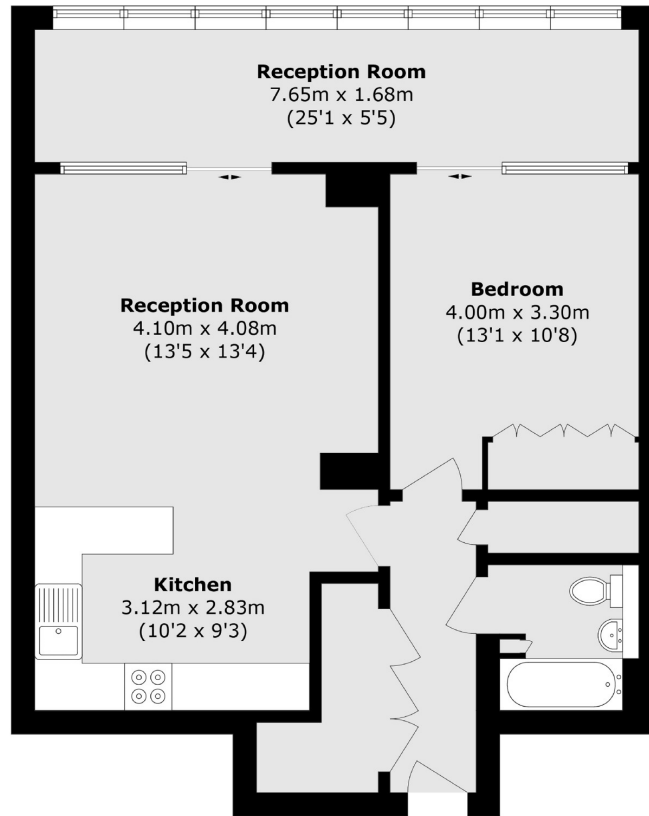 Reception Room
7.65m x 1.68m
(25'1 x 5'5)
Reception Room
4.10m x 4.08m
(13'5 x 13'4)
Bedroom
4.00m x 3.30m
(13'1 x 10'8)
Kitchen
3.12m x 2.83m
(10'2 x 9'3)